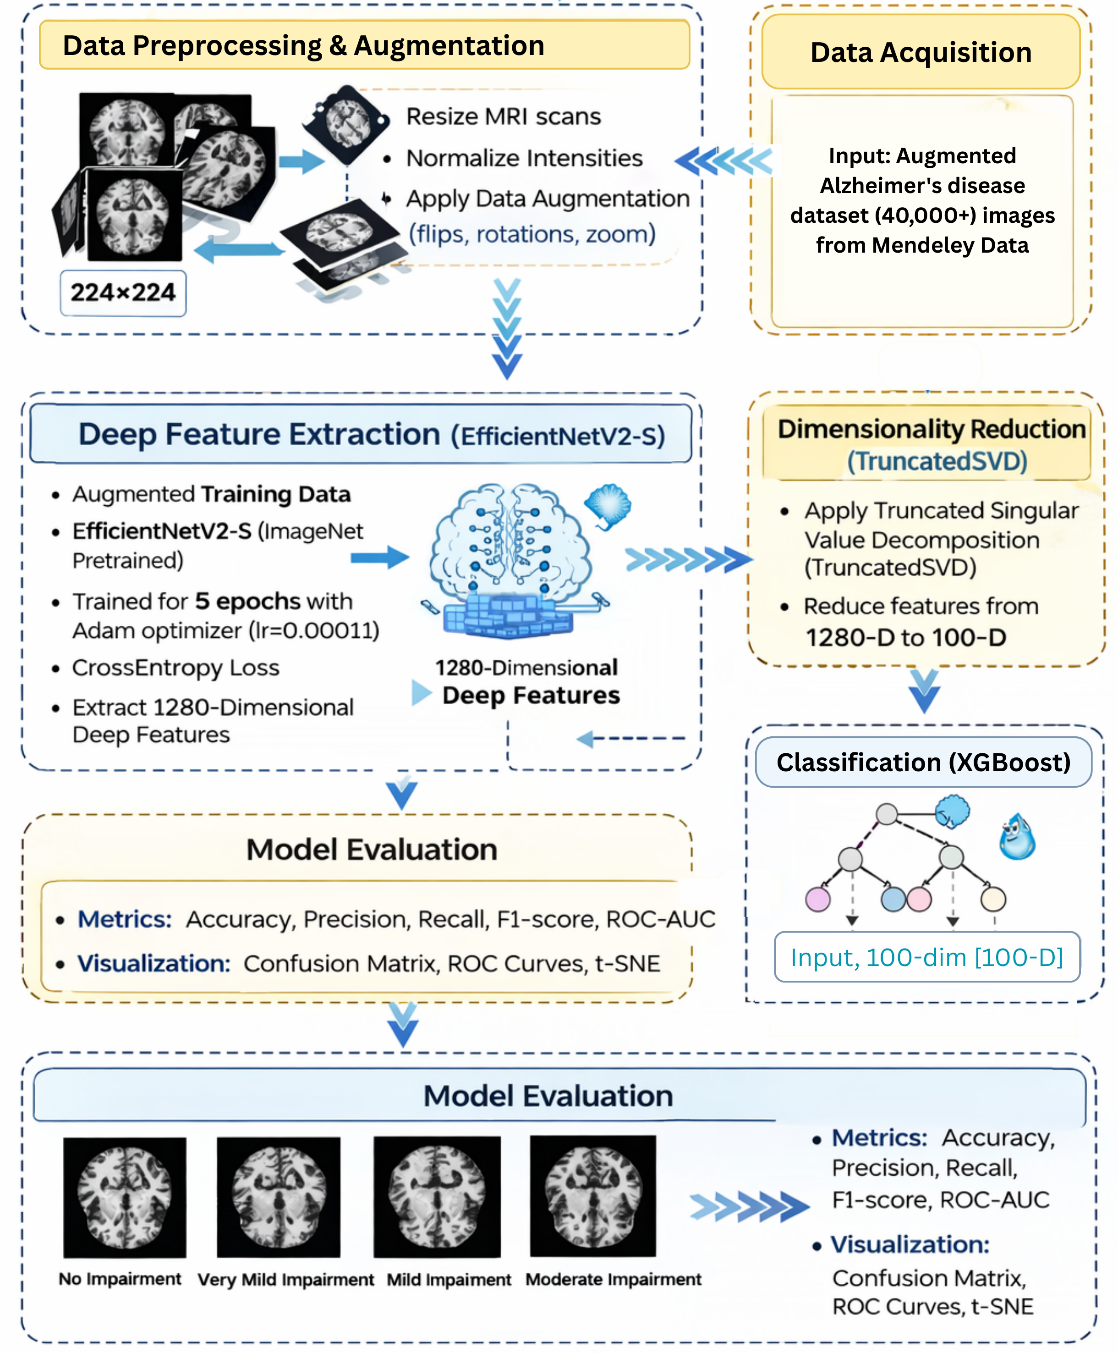 Data Preprocessing & Augmentation
Resize MRI scans
• Normalize Intensities
Apply Data Augmentation
(flips, rotations, zoom)
224×224
Data Acquisition
Input: Augmented
Alzheimer's disease
dataset (40,000+) images
from Mendeley Data
Deep Feature Extraction (EfficientNetV2-S)
• Augmented Training Data
• EfficientNetV2-S (ImageNet
Pretrained)
• Trained for 5 epochs with
Adam optimizer (lr=0.00011)
• CrossEntropy Loss
• Extract 1280-Dimensional
Deep Features
1280-Dimensional
Deep Features
Dimensionality Reduction
(TruncatedSVD)
• Apply Truncated Singular
Value Decomposition
(TruncatedSVD)
• Reduce features from
1280-D to 100-D
Classification (XGBoost)
Input, 100-dim [100-D]
Model Evaluation
• Metrics: Accuracy, Precision, Recall, F1-score, ROC-AUC
• Visualization: Confusion Matrix, ROC Curves, t-SNE
Model Evaluation
No Impairment
Very Mild Impairment
Mild Impaiment
Moderate Impairment
• Metrics: Accuracy,
Precision, Recall,
F1-score, ROC-AUC
• Visualization:
Confusion Matrix,
ROC Curves, t-SNE